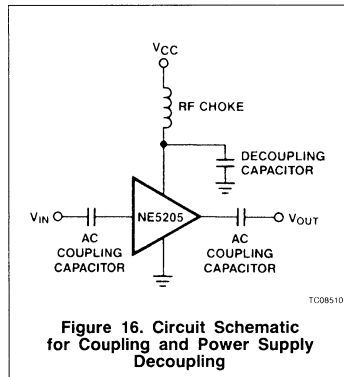 VCC
RF CHOKE
DECOUPLING
CAPACITOR
NE5205
VIN
VOUT
AC
COUPLING
CAPACITOR
AC
COUPLING
CAPACITOR
TC08510
Figure 16. Circuit Schematic
for Coupling and Power Supply
Decoupling